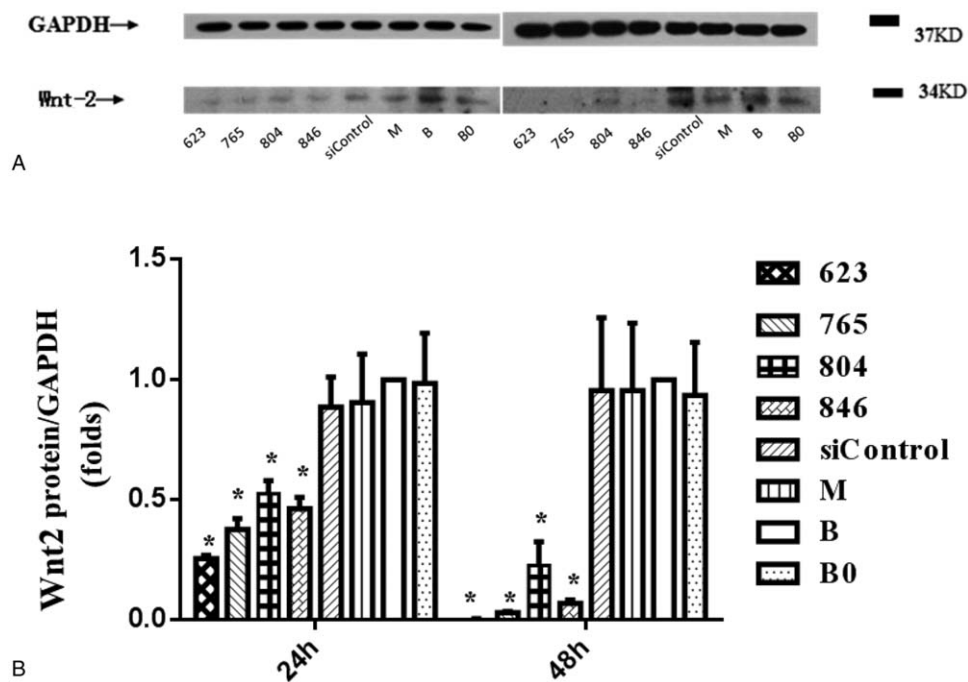 GAPDH→
37KD
Wnt-2→
34KD
623 765 804 846 siControl M B B0 623 765 804 846 siControl M B B0
A
1.5
1.0
0.5
0.0
Wnt2 protein/GAPDH
(folds)
* * * * * * * *
24h 48h
623
765
804
846
siControl
M
B
B0
B